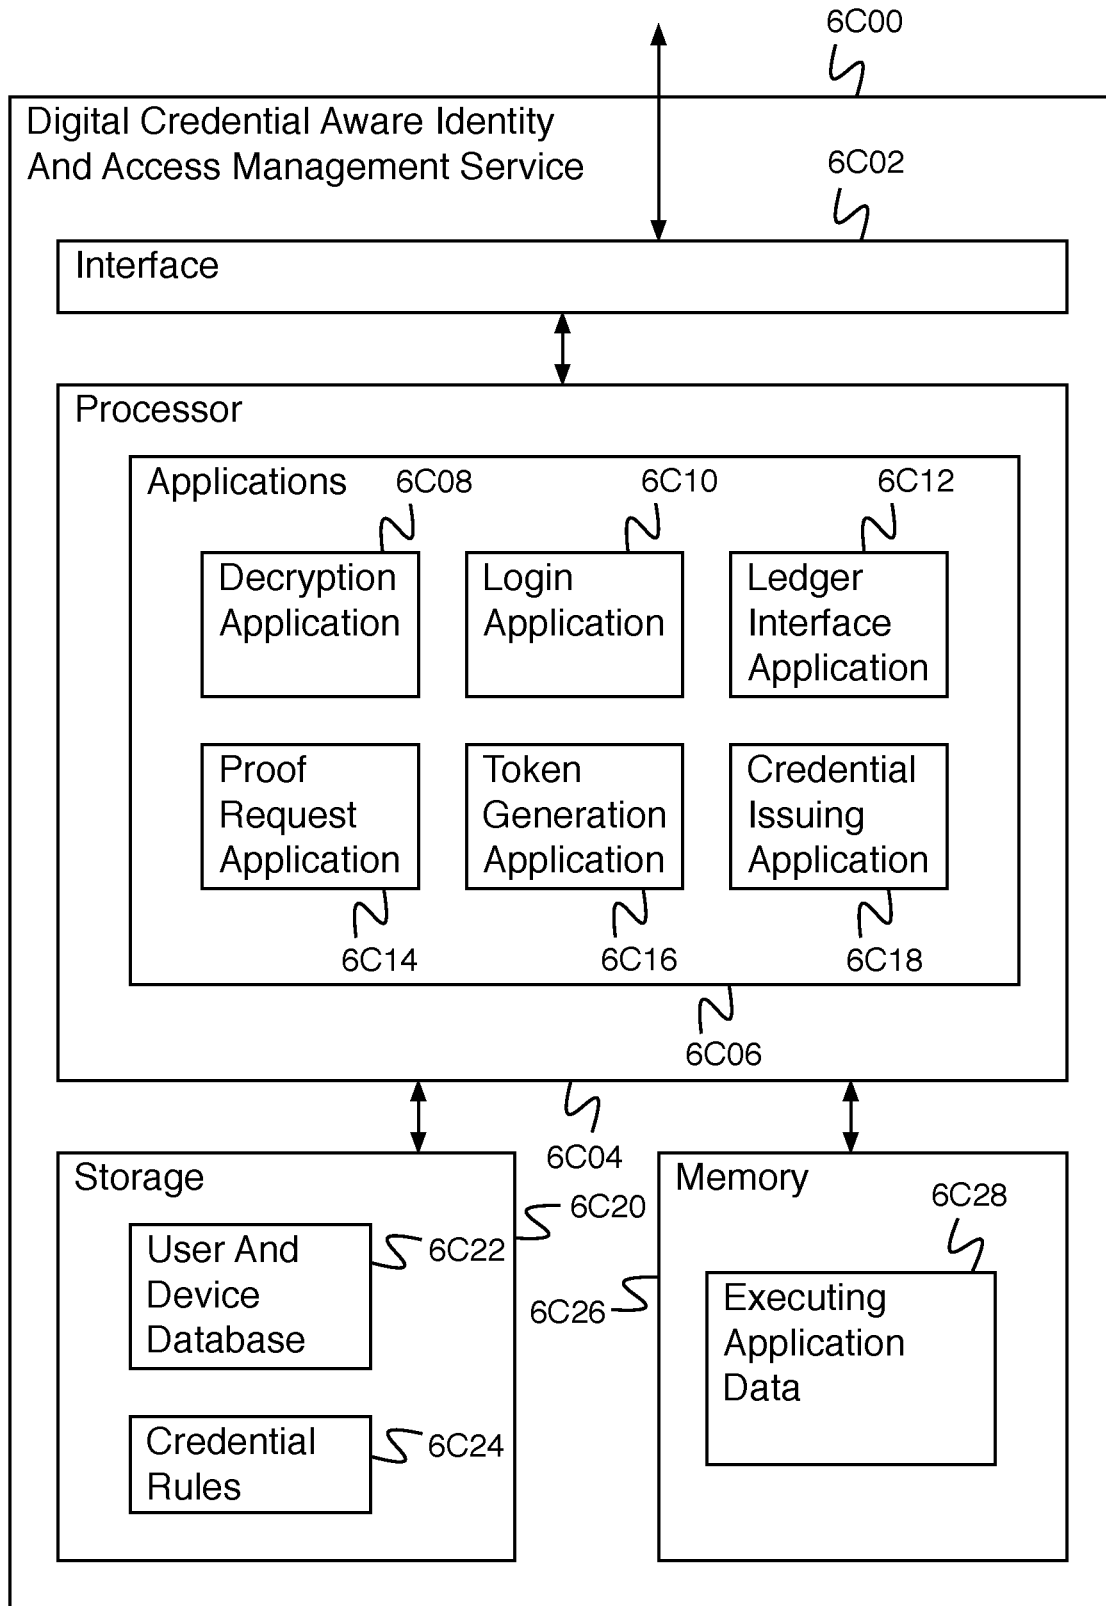 6C00
Digital Credential Aware Identity
And Access Management Service
6C02
Interface
Processor
Applications
6C08
6C10
6C12
Decryption
Application
Login
Application
Ledger
Interface
Application
Proof
Request
Application
Token
Generation
Application
Credential
Issuing
Application
6C14
6C16
6C18
6C06
6C04
Storage
6C20
User And
Device
Database
6C22
Credential
Rules
6C24
Memory
6C28
6C26
Executing
Application
Data